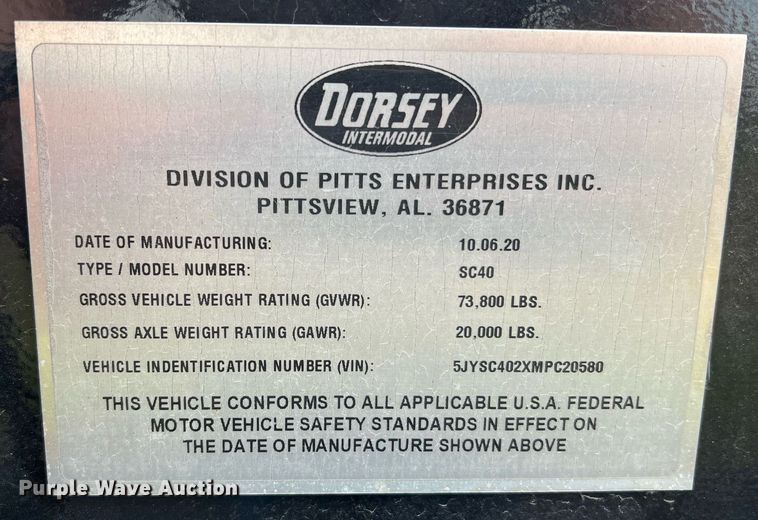 DORSEY
INTERMODAL
DIVISION OF PITTS ENTERPRISES INC.
PITTSVIEW, AL. 36871
DATE OF MANUFACTURING: 10.06.20
TYPE / MODEL NUMBER: SC40
GROSS VEHICLE WEIGHT RATING (GVWR): 73,800 LBS.
GROSS AXLE WEIGHT RATING (GAWR): 20,000 LBS.
VEHICLE INDENTIFICATION NUMBER (VIN): 5JYSC402XMPC20580
THIS VEHICLE CONFORMS TO ALL APPLICABLE U.S.A. FEDERAL
MOTOR VEHICLE SAFETY STANDARDS IN EFFECT ON
THE DATE OF MANUFACTURE SHOWN ABOVE
Purple Wave Auction